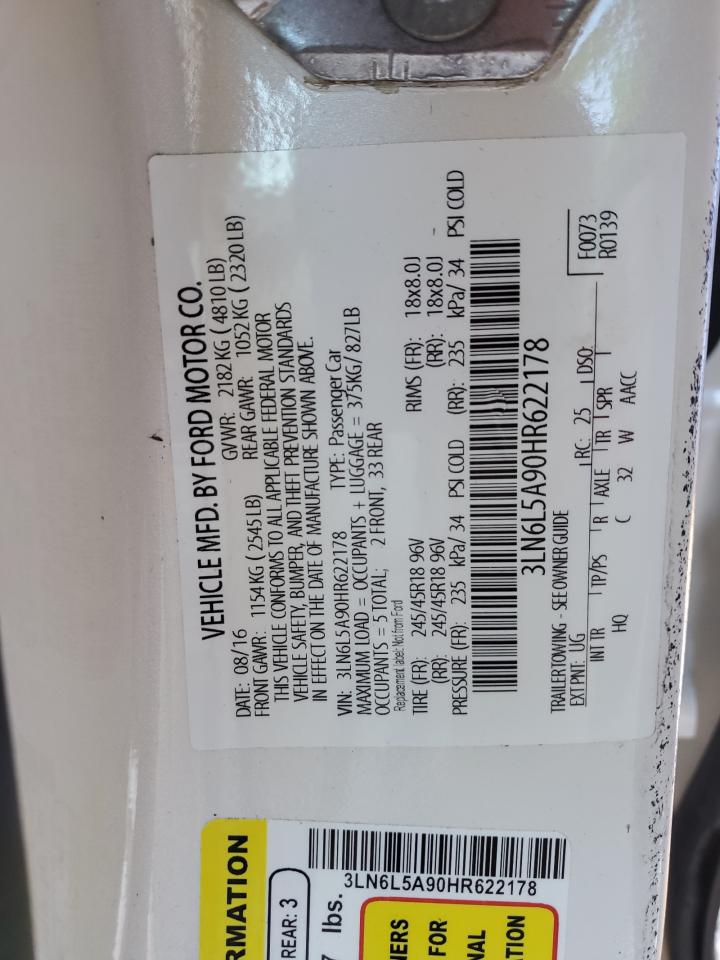 VEHICLE MFD. BY FORD MOTOR CO.
DATE: 08/16 GVWR: 2182 KG ( 4810 LB)
FRONT GAWR: 1154 KG ( 2545 LB) REAR GAWR: 1052 KG ( 2320 LB)
THIS VEHICLE CONFORMS TO ALL APPLICABLE FEDERAL MOTOR
VEHICLE SAFETY, BUMPER, AND THEFT PREVENTION STANDARDS
IN EFFECT ON THE DATE OF MANUFACTURE SHOWN ABOVE.
VIN: 3LN6L5A90HR622178 TYPE: Passenger Car
MAXIMUM LOAD = OCCUPANTS + LUGGAGE = 375KG/ 827LB
OCCUPANTS = 5 TOTAL; 2 FRONT, 33 REAR
Replacement label: Not from Ford
TIRE (FR): 245/45R18 96V RIMS (FR): 18x8.0J
(RR): 245/45R18 96V (RR): 18x8.0J
PRESSURE (FR): 235 kPa/ 34 PSI COLD (RR): 235 kPa/ 34 PSI COLD
3LN6L5A90HR622178
TRAILER TOWING - SEE OWNER GUIDE
EXT PNT: UG RC: 25 DSO: F0073
INT TR TP/PS R AXLE TR SPR R0139
HQ C 32 W AACC
RMATION
REAR: 3
7 lbs.
3LN6L5A90HR622178
NERS
FOR
NAL
ATION